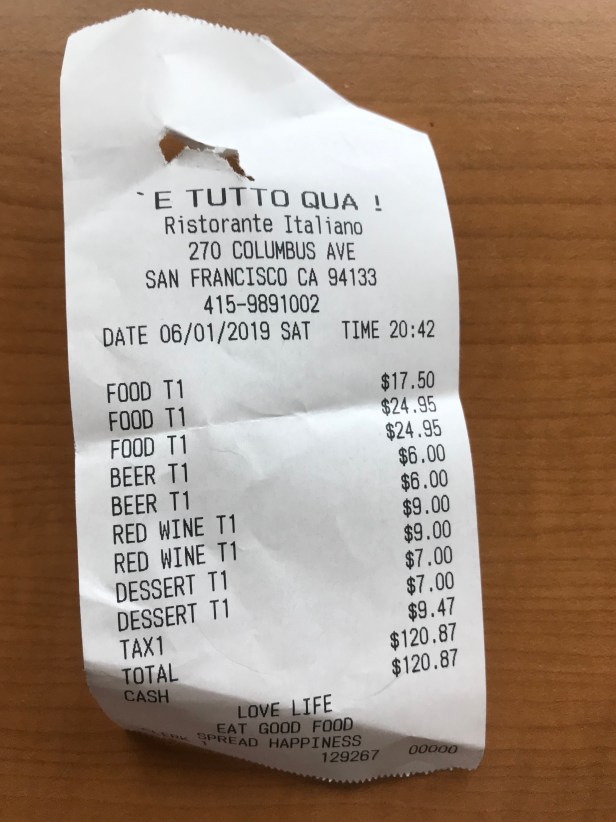 `E TUTTO QUA !
Ristorante Italiano
270 COLUMBUS AVE
SAN FRANCISCO CA 94133
415-9891002
DATE 06/01/2019 SAT TIME 20:42
FOOD T1 $17.50
FOOD T1 $24.95
FOOD T1 $24.95
BEER T1 $6.00
BEER T1 $6.00
RED WINE T1 $9.00
RED WINE T1 $9.00
DESSERT T1 $7.00
DESSERT T1 $7.00
TAX1 $9.47
TOTAL $120.87
CASH $120.87
LOVE LIFE
EAT GOOD FOOD
SPREAD HAPPINESS
CLERK 1 129267 00000